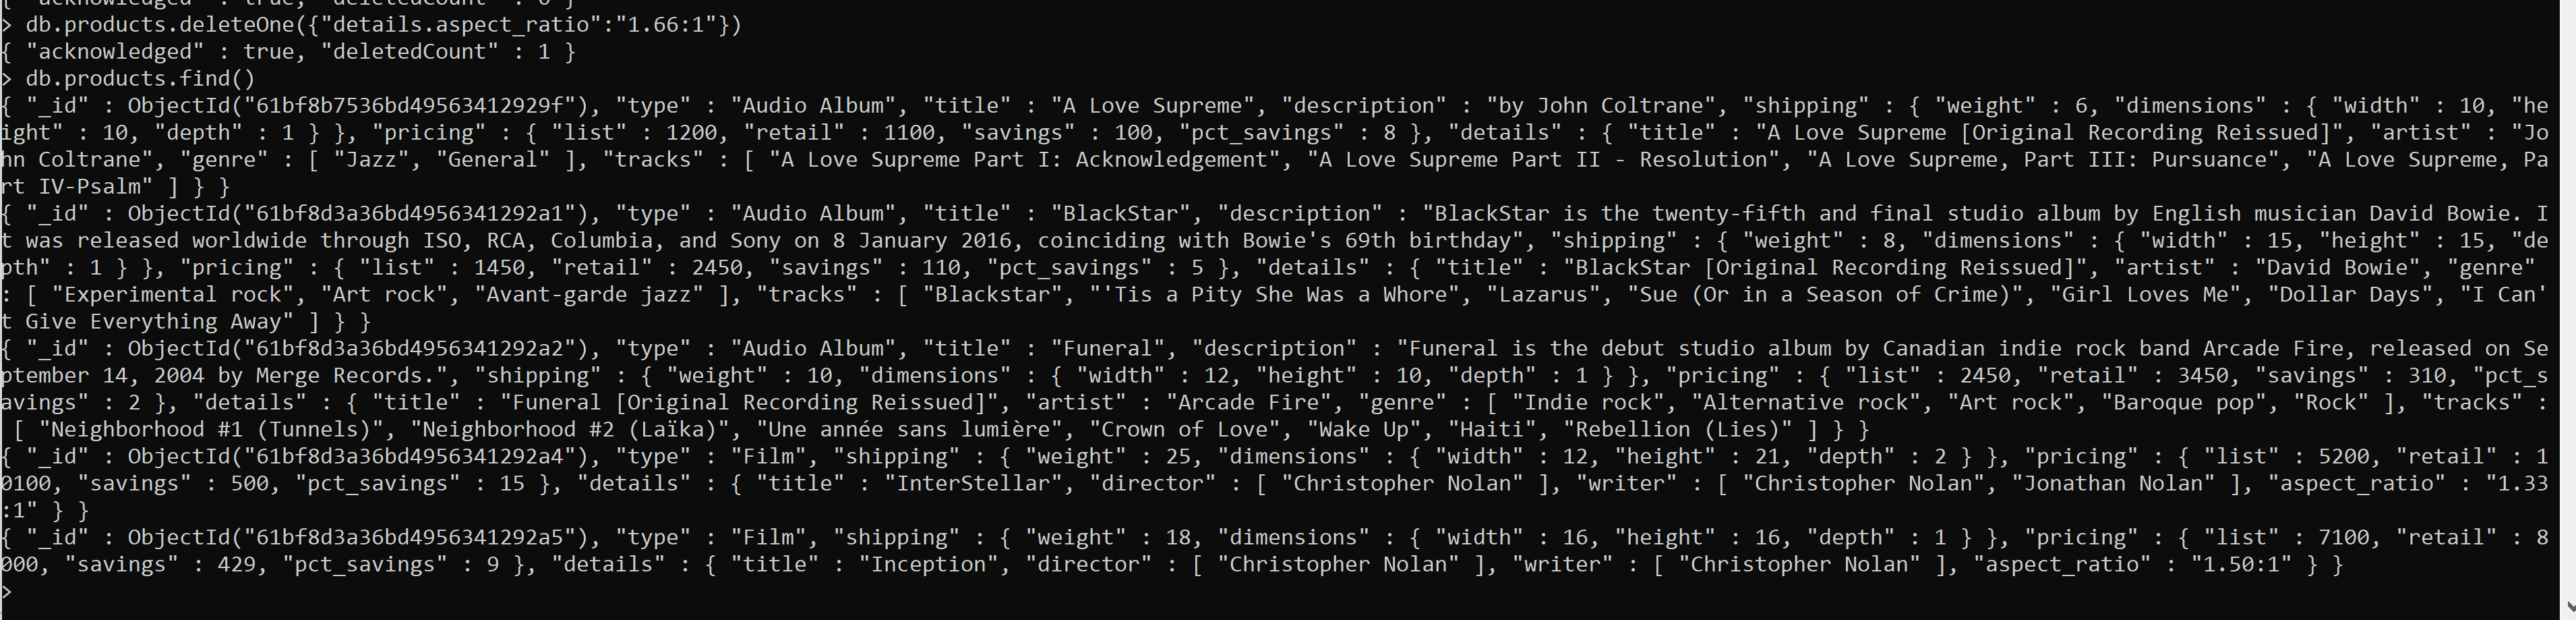 { "acknowledged" : true, "deletedCount" : 0 }
> db.products.deleteOne({"details.aspect_ratio":"1.66:1"})
{ "acknowledged" : true, "deletedCount" : 1 }
> db.products.find()
{ "_id" : ObjectId("61bf8b7536bd49563412929f"), "type" : "Audio Album", "title" : "A Love Supreme", "description" : "by John Coltrane", "shipping" : { "weight" : 6, "dimensions" : { "width" : 10, "he
ight" : 10, "depth" : 1 } }, "pricing" : { "list" : 1200, "retail" : 1100, "savings" : 100, "pct_savings" : 8 }, "details" : { "title" : "A Love Supreme [Original Recording Reissued]", "artist" : "Jo
hn Coltrane", "genre" : [ "Jazz", "General" ], "tracks" : [ "A Love Supreme Part I: Acknowledgement", "A Love Supreme Part II - Resolution", "A Love Supreme, Part III: Pursuance", "A Love Supreme, Pa
rt IV-Psalm" ] } }
{ "_id" : ObjectId("61bf8d3a36bd4956341292a1"), "type" : "Audio Album", "title" : "BlackStar", "description" : "BlackStar is the twenty-fifth and final studio album by English musician David Bowie. I
t was released worldwide through ISO, RCA, Columbia, and Sony on 8 January 2016, coinciding with Bowie's 69th birthday", "shipping" : { "weight" : 8, "dimensions" : { "width" : 15, "height" : 15, "de
pth" : 1 } }, "pricing" : { "list" : 1450, "retail" : 2450, "savings" : 110, "pct_savings" : 5 }, "details" : { "title" : "BlackStar [Original Recording Reissued]", "artist" : "David Bowie", "genre"
: [ "Experimental rock", "Art rock", "Avant-garde jazz" ], "tracks" : [ "Blackstar", "'Tis a Pity She Was a Whore", "Lazarus", "Sue (Or in a Season of Crime)", "Girl Loves Me", "Dollar Days", "I Can'
t Give Everything Away" ] } }
{ "_id" : ObjectId("61bf8d3a36bd4956341292a2"), "type" : "Audio Album", "title" : "Funeral", "description" : "Funeral is the debut studio album by Canadian indie rock band Arcade Fire, released on Se
ptember 14, 2004 by Merge Records.", "shipping" : { "weight" : 10, "dimensions" : { "width" : 12, "height" : 10, "depth" : 1 } }, "pricing" : { "list" : 2450, "retail" : 3450, "savings" : 310, "pct_s
avings" : 2 }, "details" : { "title" : "Funeral [Original Recording Reissued]", "artist" : "Arcade Fire", "genre" : [ "Indie rock", "Alternative rock", "Art rock", "Baroque pop", "Rock" ], "tracks" :
[ "Neighborhood #1 (Tunnels)", "Neighborhood #2 (Laïka)", "Une année sans lumière", "Crown of Love", "Wake Up", "Haiti", "Rebellion (Lies)" ] } }
{ "_id" : ObjectId("61bf8d3a36bd4956341292a4"), "type" : "Film", "shipping" : { "weight" : 25, "dimensions" : { "width" : 12, "height" : 21, "depth" : 2 } }, "pricing" : { "list" : 5200, "retail" : 1
0100, "savings" : 500, "pct_savings" : 15 }, "details" : { "title" : "InterStellar", "director" : [ "Christopher Nolan" ], "writer" : [ "Christopher Nolan", "Jonathan Nolan" ], "aspect_ratio" : "1.33
:1" } }
{ "_id" : ObjectId("61bf8d3a36bd4956341292a5"), "type" : "Film", "shipping" : { "weight" : 18, "dimensions" : { "width" : 16, "height" : 16, "depth" : 1 } }, "pricing" : { "list" : 7100, "retail" : 8
000, "savings" : 429, "pct_savings" : 9 }, "details" : { "title" : "Inception", "director" : [ "Christopher Nolan" ], "writer" : [ "Christopher Nolan" ], "aspect_ratio" : "1.50:1" } }
>